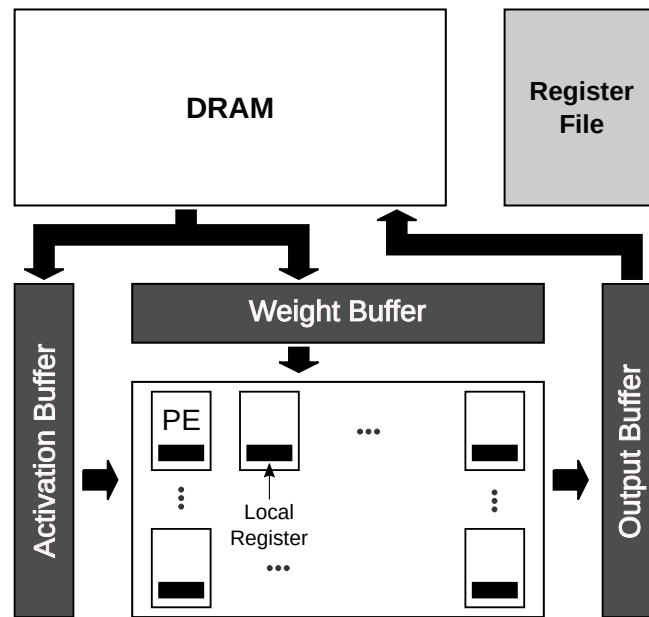 DRAM
Register
File
Weight Buffer
Activation Buffer
PE
...
Local
Register
...
Output Buffer